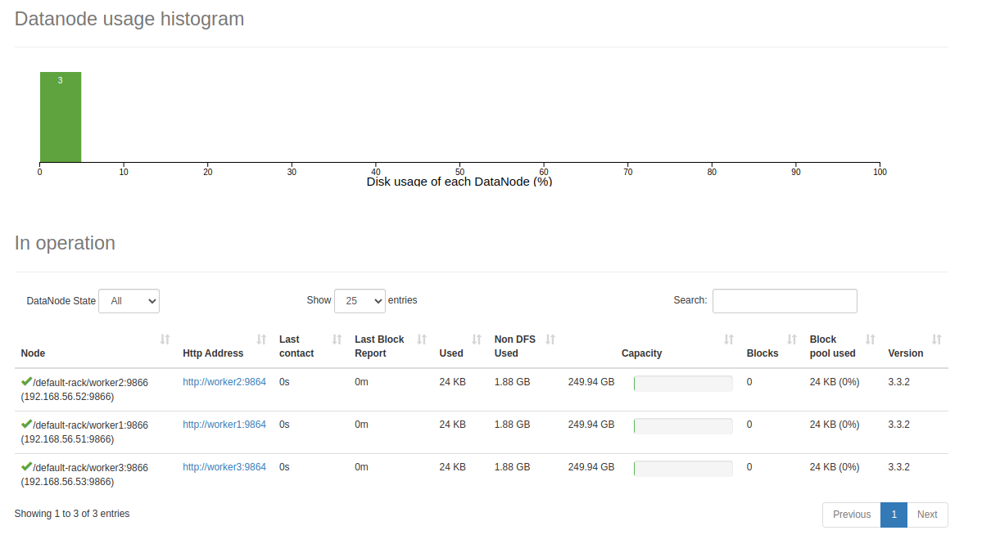 Datanode usage histogram
3
0 10 20 30 40 50 60 70 80 90 100
Disk usage of each DataNode (%)
In operation
DataNode State All Show 25 entries Search:
Node Http Address Last contact Last Block Report Used Non DFS Used Capacity Blocks Block pool used Version
/default-rack/worker2:9866 http://worker2:9864 0s 0m 24 KB 1.88 GB 249.94 GB 0 24 KB (0%) 3.3.2
(192.168.56.52:9866)
/default-rack/worker1:9866 http://worker1:9864 0s 0m 24 KB 1.88 GB 249.94 GB 0 24 KB (0%) 3.3.2
(192.168.56.51:9866)
/default-rack/worker3:9866 http://worker3:9864 0s 0m 24 KB 1.88 GB 249.94 GB 0 24 KB (0%) 3.3.2
(192.168.56.53:9866)
Showing 1 to 3 of 3 entries Previous 1 Next